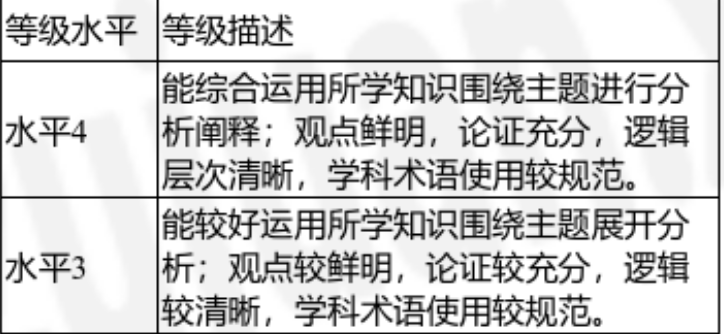 等级水平 等级描述
能综合运用所学知识围绕主题进行分
水平4 析阐释；观点鲜明，论证充分，逻辑
层次清晰，学科术语使用较规范。
能较好运用所学知识围绕主题展开分
水平3 析；观点较鲜明，论证较充分，逻辑
较清晰，学科术语使用较规范。